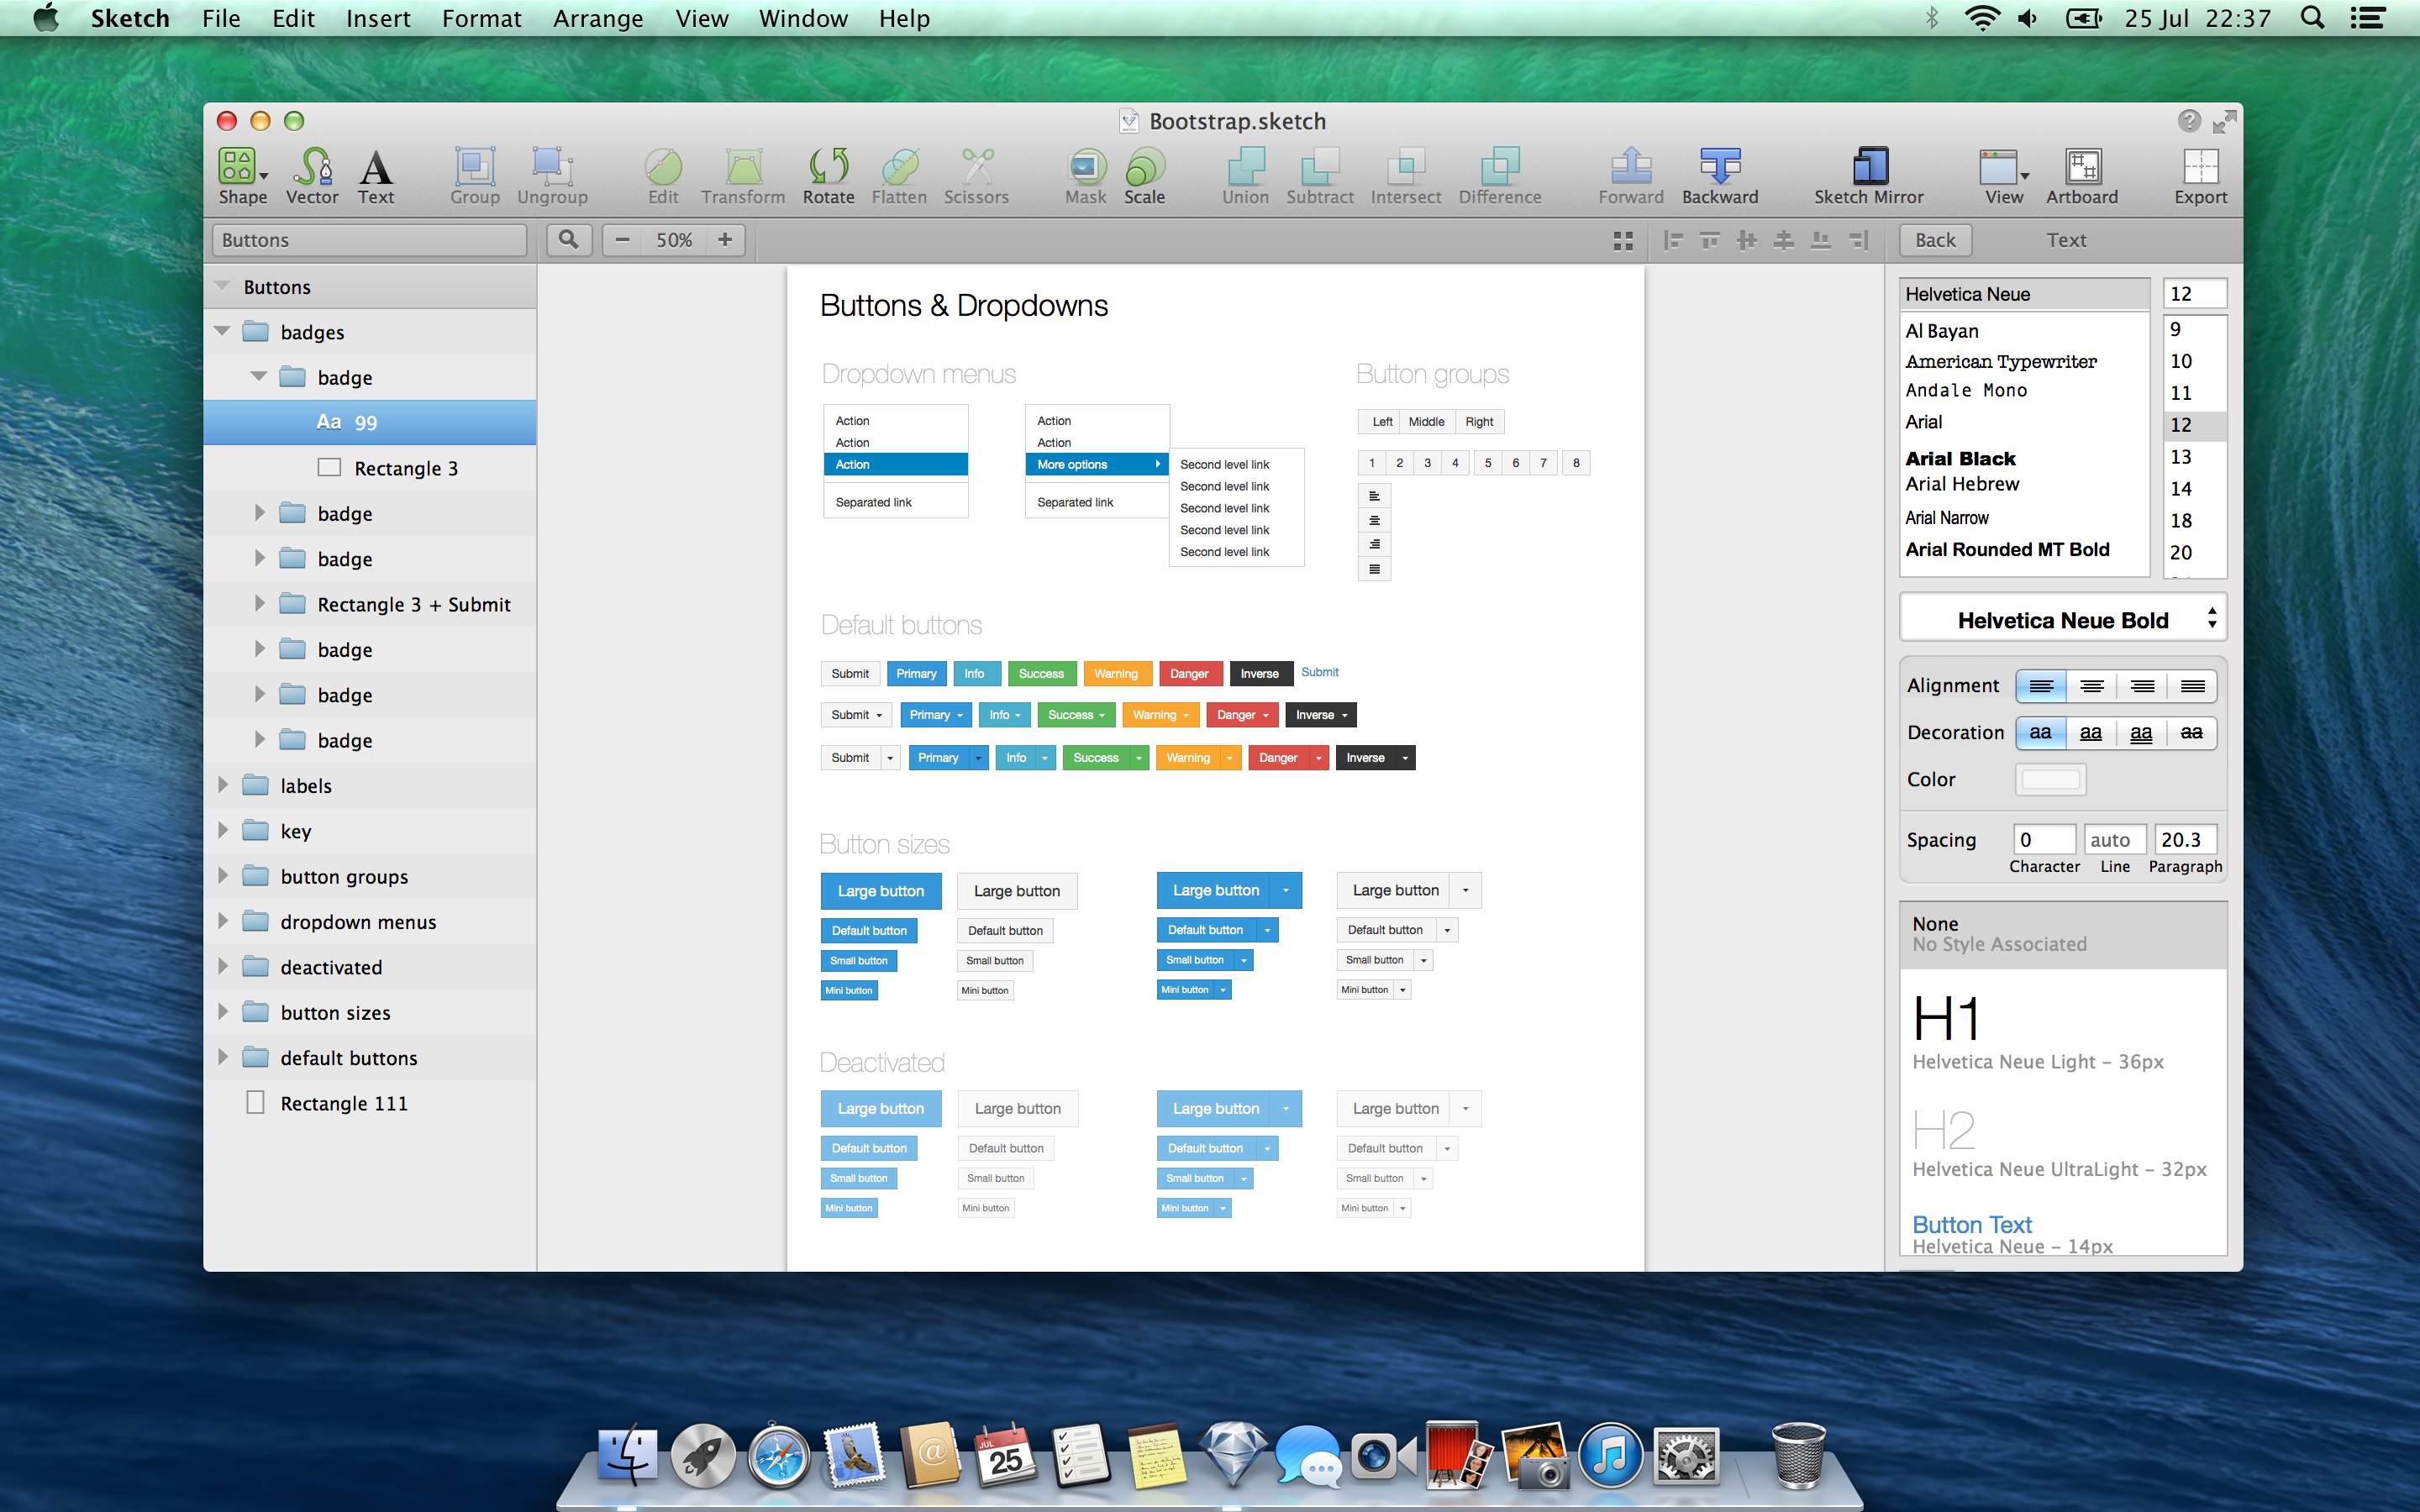 Sketch File Edit Insert Format Arrange View Window Help 25 Jul 22:37
Bootstrap.sketch ?
Shape Vector Text Group Ungroup Edit Transform Rotate Flatten Scissors Mask Scale Union Subtract Intersect Difference Forward Backward Sketch Mirror View Artboard Export
Buttons − 50% + Back Text
Buttons
badges
badge
Aa 99
Rectangle 3
badge
badge
Rectangle 3 + Submit
badge
badge
badge
labels
key
button groups
dropdown menus
deactivated
button sizes
default buttons
Rectangle 111
Buttons & Dropdowns
Dropdown menus
Action
Action
Action
Separated link
Action
Action
More options
Separated link
Second level link
Second level link
Second level link
Second level link
Second level link
Button groups
Left Middle Right
1 2 3 4 5 6 7 8
Default buttons
Submit Primary Info Success Warning Danger Inverse Submit
Submit Primary Info Success Warning Danger Inverse
Submit Primary Info Success Warning Danger Inverse
Button sizes
Large button Large button Large button Large button
Default button Default button Default button Default button
Small button Small button Small button Small button
Mini button Mini button Mini button Mini button
Deactivated
Large button Large button Large button Large button
Default button Default button Default button Default button
Small button Small button Small button Small button
Mini button Mini button Mini button Mini button
Helvetica Neue 12
Al Bayan
American Typewriter
Andale Mono
Arial
Arial Black
Arial Hebrew
Arial Narrow
Arial Rounded MT Bold
9
10
11
12
13
14
18
20
Helvetica Neue Bold
Alignment
Decoration aa aa aa aa
Color
Spacing 0 auto 20.3
Character Line Paragraph
None
No Style Associated
H1
Helvetica Neue Light – 36px
H2
Helvetica Neue UltraLight – 32px
Button Text
Helvetica Neue – 14px
@
JUL
25